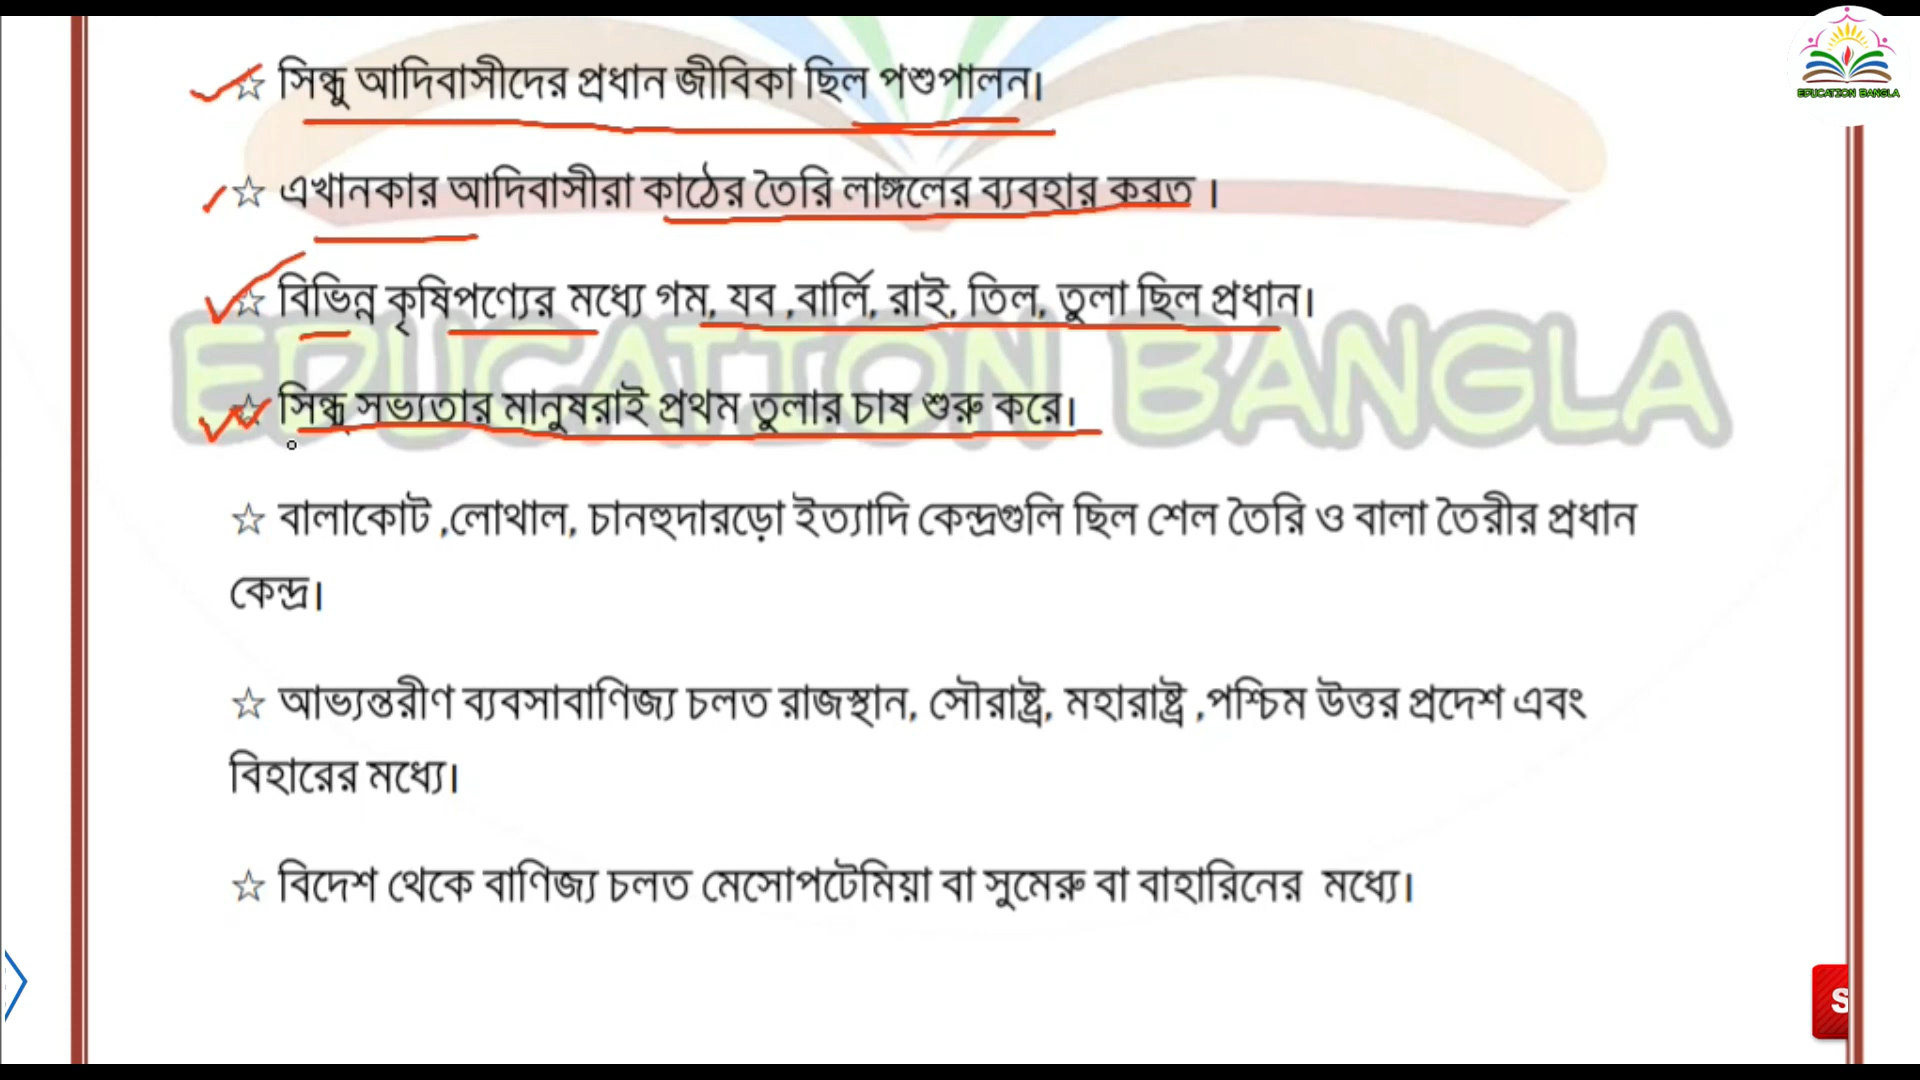 ☆ সিন্ধু আদিবাসীদের প্রধান জীবিকা ছিল পশুপালন।
☆ এখানকার আদিবাসীরা কাঠের তৈরি লাঙ্গলের ব্যবহার করত ।
☆ বিভিন্ন কৃষিপণ্যের মধ্যে গম, যব ,বার্লি, রাই, তিল, তুলা ছিল প্রধান।
☆ সিন্ধু সভ্যতার মানুষরাই প্রথম তুলার চাষ শুরু করে।
☆ বালাকোট ,লোথাল, চানহুদারড়ো ইত্যাদি কেন্দ্রগুলি ছিল শেল তৈরি ও বালা তৈরীর প্রধান
কেন্দ্র।
☆ আভ্যন্তরীণ ব্যবসাবাণিজ্য চলত রাজস্থান, সৌরাষ্ট্র, মহারাষ্ট্র ,পশ্চিম উত্তর প্রদেশ এবং
বিহারের মধ্যে।
☆ বিদেশ থেকে বাণিজ্য চলত মেসোপটেমিয়া বা সুমেরু বা বাহারিনের মধ্যে।
EDUCATION BANGLA
EDUCATION BANGLA
S